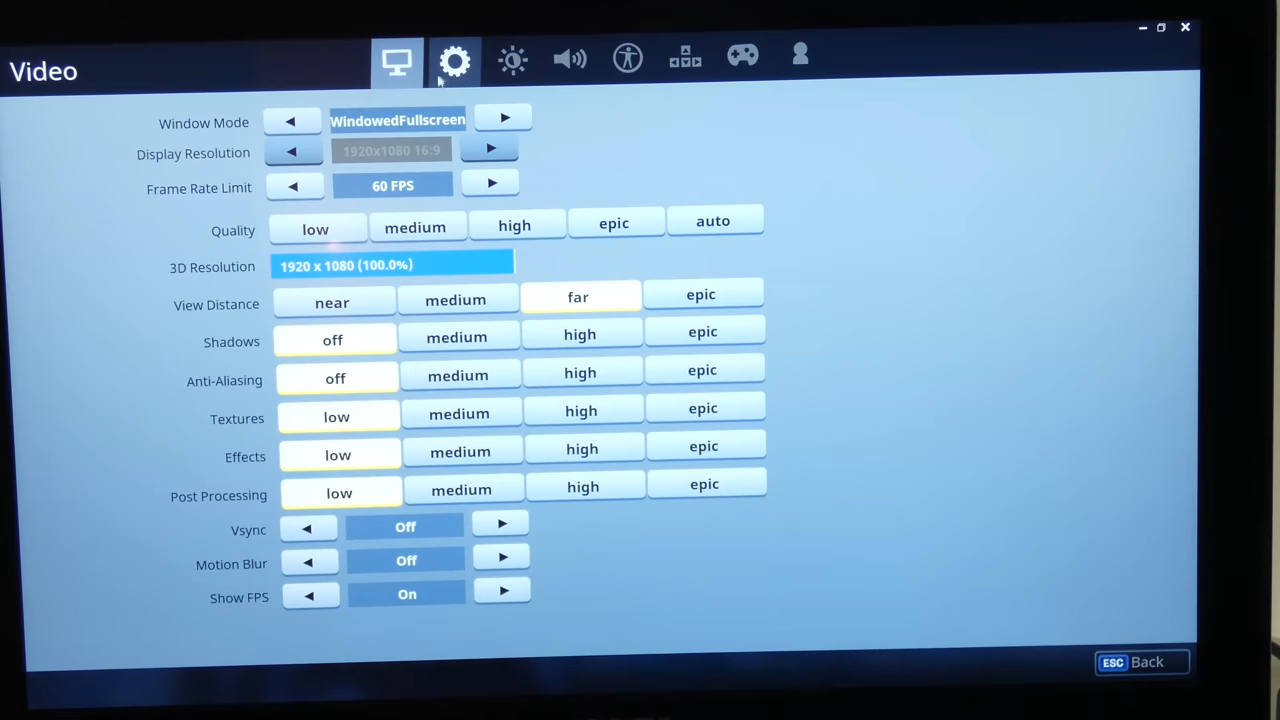 Video
Window Mode WindowedFullscreen
Display Resolution 1920x1080 16:9
Frame Rate Limit 60 FPS
Quality low medium high epic auto
3D Resolution 1920 x 1080 (100.0%)
View Distance near medium far epic
Shadows off medium high epic
Anti-Aliasing off medium high epic
Textures low medium high epic
Effects low medium high epic
Post Processing low medium high epic
Vsync Off
Motion Blur Off
Show FPS On
ESC Back